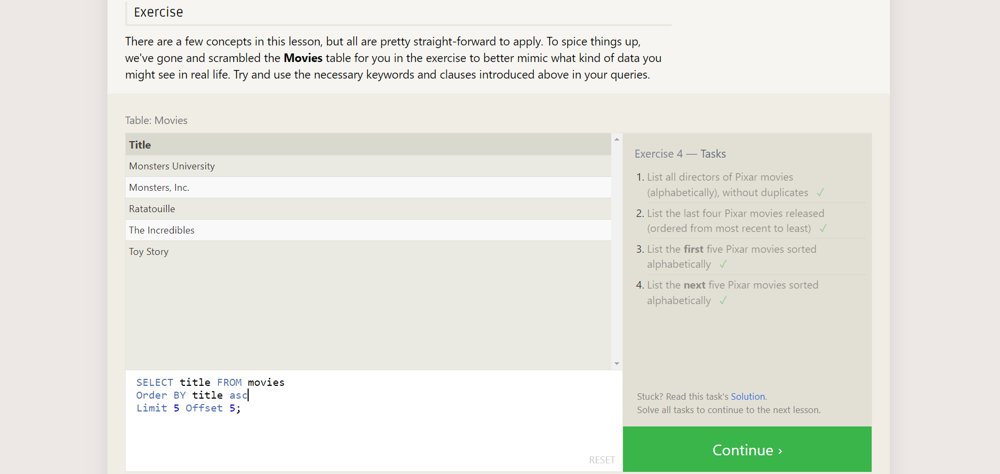 Exercise
There are a few concepts in this lesson, but all are pretty straight-forward to apply. To spice things up,
we've gone and scrambled the Movies table for you in the exercise to better mimic what kind of data you
might see in real life. Try and use the necessary keywords and clauses introduced above in your queries.
Table: Movies
Title
Monsters University
Monsters, Inc.
Ratatouille
The Incredibles
Toy Story
SELECT title FROM movies
Order BY title asc
Limit 5 Offset 5;
RESET
Exercise 4 — Tasks
1. List all directors of Pixar movies
(alphabetically), without duplicates ✓
2. List the last four Pixar movies released
(ordered from most recent to least) ✓
3. List the first five Pixar movies sorted
alphabetically ✓
4. List the next five Pixar movies sorted
alphabetically ✓
Stuck? Read this task's Solution.
Solve all tasks to continue to the next lesson.
Continue ›